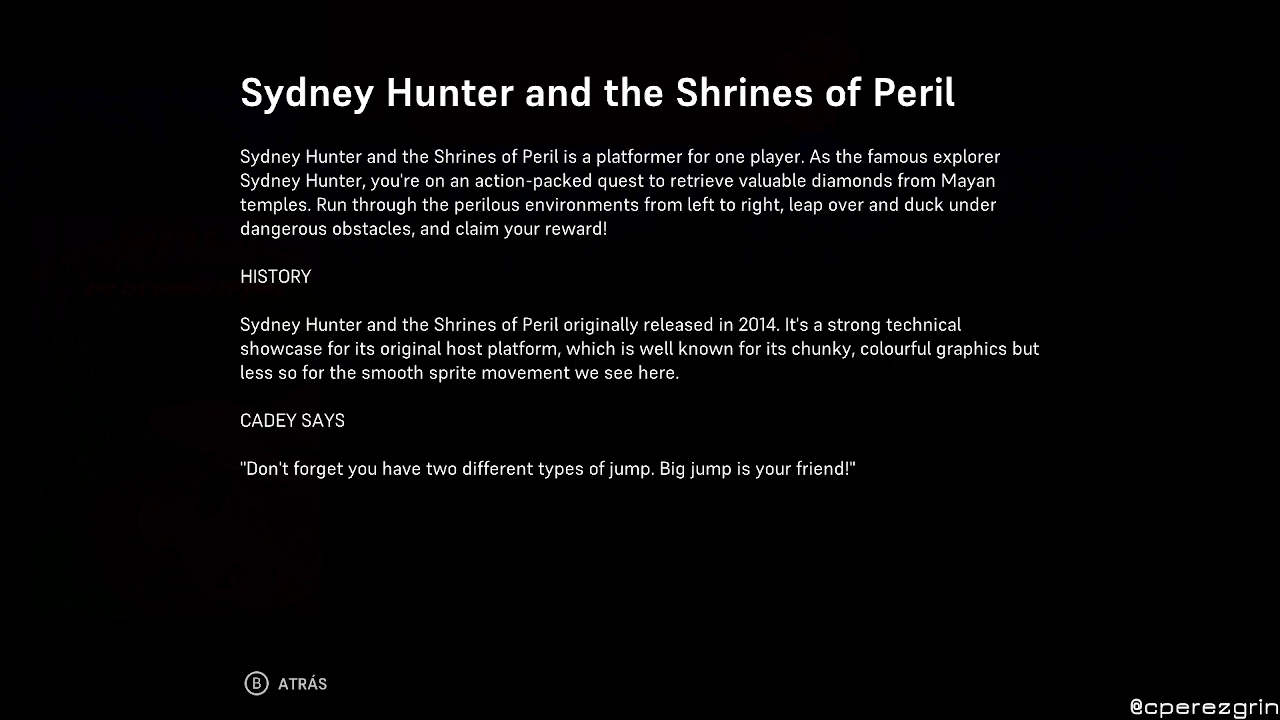 Sydney Hunter and the Shrines of Peril
Sydney Hunter and the Shrines of Peril is a platformer for one player. As the famous explorer
Sydney Hunter, you're on an action-packed quest to retrieve valuable diamonds from Mayan
temples. Run through the perilous environments from left to right, leap over and duck under
dangerous obstacles, and claim your reward!
HISTORY
Sydney Hunter and the Shrines of Peril originally released in 2014. It's a strong technical
showcase for its original host platform, which is well known for its chunky, colourful graphics but
less so for the smooth sprite movement we see here.
CADEY SAYS
"Don't forget you have two different types of jump. Big jump is your friend!"
B ATRÁS
@cperezgrin